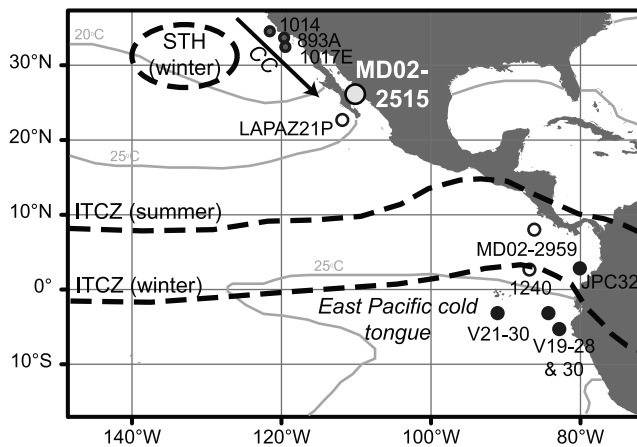 1014
20°C
STH
893A
30°N
(winter)
CC
1017E
MD02-
2515
20°N
LAPAZ21P
25°C
ITCZ (summer)
10°N
MD02-2959
ITCZ (winter)
25°C
0°
1240
JPC32
East Pacific cold
tongue
V21-30
V19-28
& 30
10°S
140°W
120°W
100°W
80°W